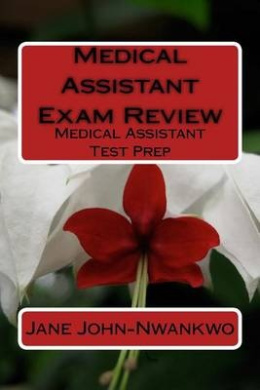 Medical
Assistant
Exam Review
Medical Assistant
Test Prep
Jane John-Nwankwo